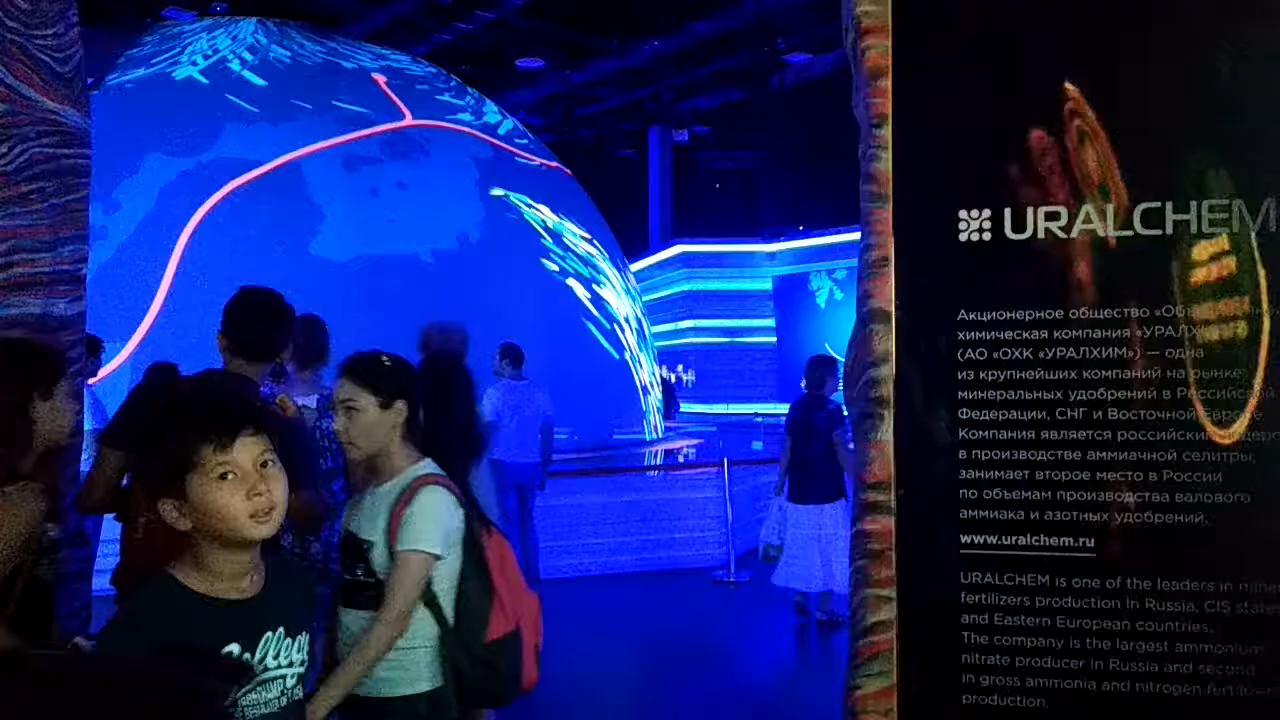 College
URALCHEM
Акционерное общество
химическая компания «УРАЛХИМ»
(АО «ОХК «УРАЛХИМ») — одна
из крупнейших компаний на рынке
минеральных удобрений в Российской
Федерации, СНГ и Восточной Европе.
Компания является российским
в производстве аммиачной селитры,
занимает второе место в России
по объемам производства валового
аммиака и азотных удобрений.
www.uralchem.ru
URALCHEM is one of the leaders in
fertilizers production in Russia, CIS
and Eastern European countries.
The company is the largest ammonium
nitrate producer in Russia and second
in gross ammonia and nitrogen
production.